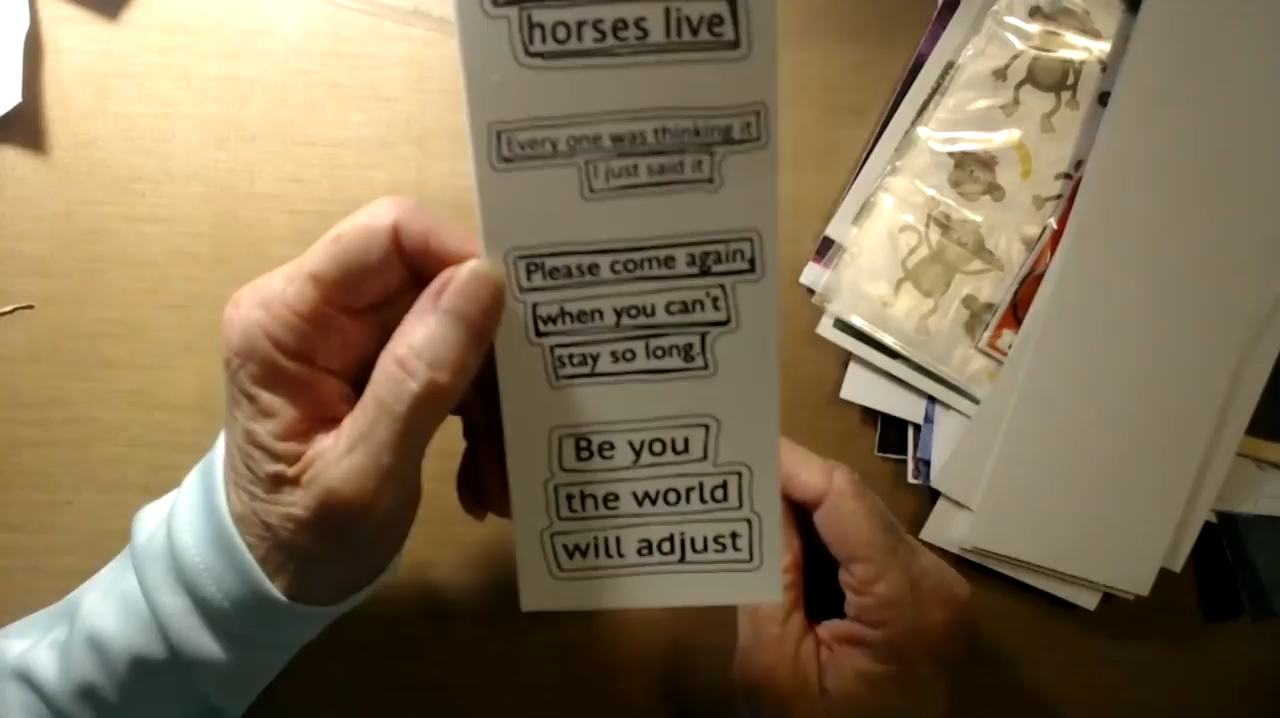 horses live
Every one was thinking it
I just said it
Please come again,
when you can't
stay so long.
Be you
the world
will adjust